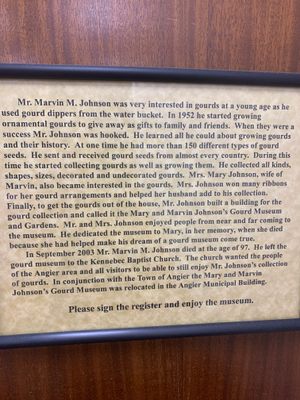 Mr. Marvin M. Johnson was very interested in gourds at a young age as he
used gourd dippers from the water bucket. In 1952 he started growing
ornamental gourds to give away as gifts to family and friends. When they were a
success Mr. Johnson was hooked. He learned all he could about growing gourds
and their history. At one time he had more than 150 different types of gourd
seeds. He sent and received gourd seeds from almost every country. During this
time he started collecting gourds as well as growing them. He collected all kinds,
shapes, sizes, decorated and undecorated gourds. Mrs. Mary Johnson, wife of
Marvin, also became interested in the gourds. Mrs. Johnson won many ribbons
for her gourd arrangements and helped her husband add to his collection.
Finally, to get the gourds out of the house, Mr. Johnson built a building for the
gourd collection and called it the Mary and Marvin Johnson's Gourd Museum
and Gardens. Mr. and Mrs. Johnson enjoyed people from near and far coming to
the museum. He dedicated the museum to Mary, in her memory, when she died
because she had helped make his dream of a gourd museum come true.
In September 2003 Mr. Marvin M. Johnson died at the age of 97. He left the
gourd museum to the Kennebec Baptist Church. The church wanted the people
of the Angier area and all visitors to be able to still enjoy Mr. Johnson's collection
of gourds. In conjunction with the Town of Angier the Mary and Marvin
Johnson's Gourd Museum was relocated in the Angier Municipal Building.
Please sign the register and enjoy the museum.